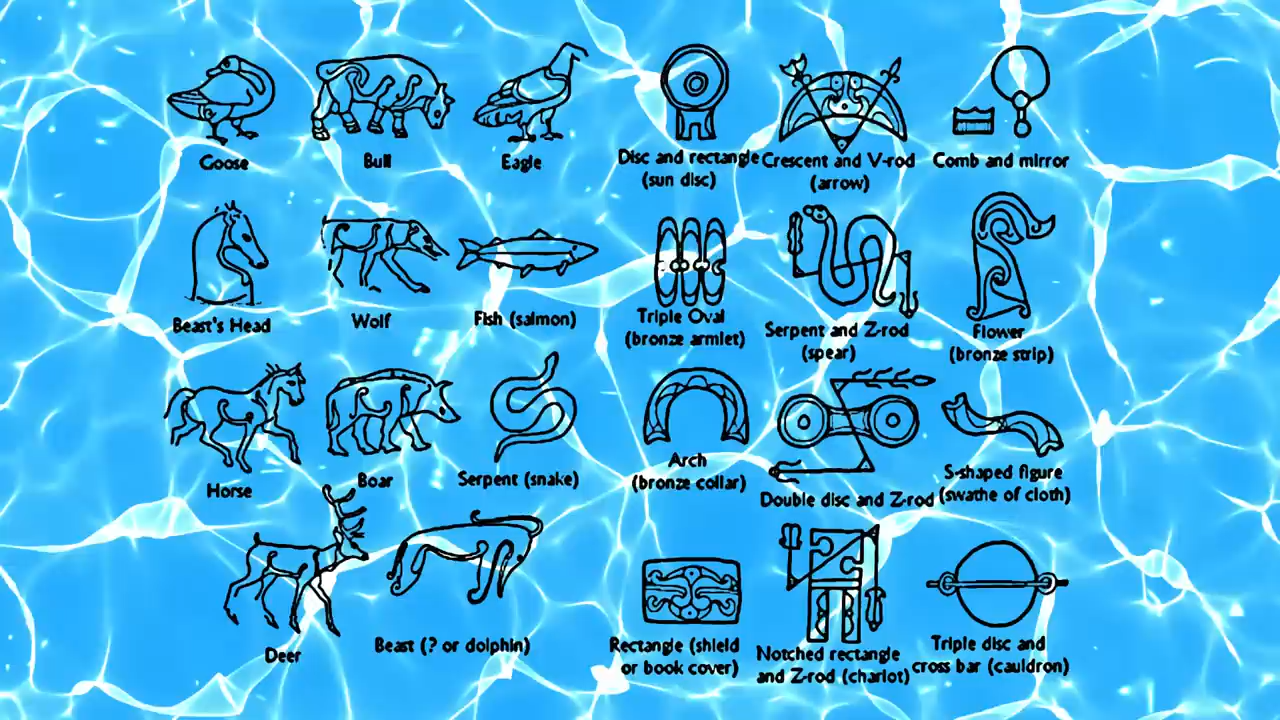 Goose
Bull
Eagle
Disc and rectangle
(sun disc)
Crescent and V-rod
(arrow)
Comb and mirror
Beast's Head
Wolf
Fish (salmon)
Triple Oval
(bronze armlet)
Serpent and Z-rod
(spear)
Flower
(bronze strip)
Horse
Boar
Serpent (snake)
Arch
(bronze collar)
Double disc and Z-rod
S-shaped figure
(swathe of cloth)
Deer
Beast (? or dolphin)
Rectangle (shield
or book cover)
Notched rectangle
and Z-rod (chariot)
Triple disc and
cross bar (cauldron)